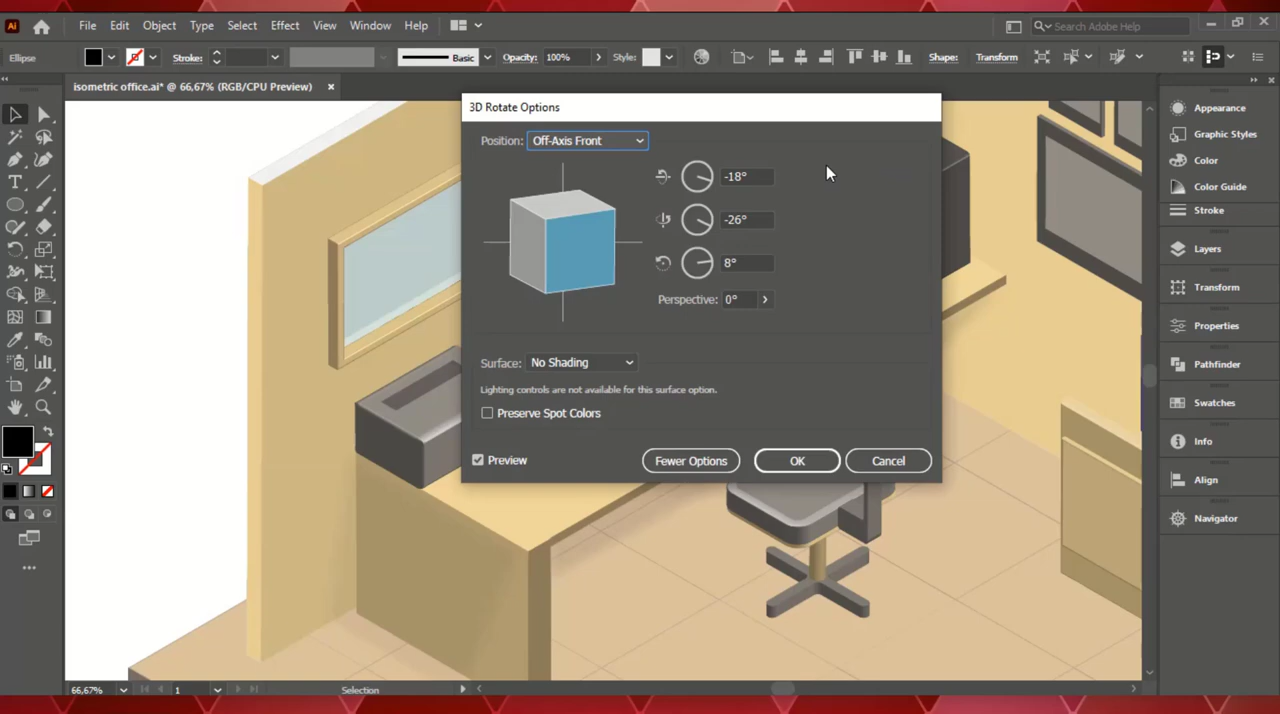 Ai File Edit Object Type Select Effect View Window Help Search Adobe Help
Ellipse Stroke: Basic Opacity: 100% Style: Shape: Transform
isometric office.ai* @ 66,67% (RGB/CPU Preview)
3D Rotate Options
Position: Off-Axis Front
-18°
-26°
8°
Perspective: 0°
Surface: No Shading
Lighting controls are not available for this surface option.
Preserve Spot Colors
Preview Fewer Options OK Cancel
Appearance
Graphic Styles
Color
Color Guide
Stroke
Layers
Transform
Properties
Pathfinder
Swatches
Info
Align
Navigator
66,67% 1 Selection